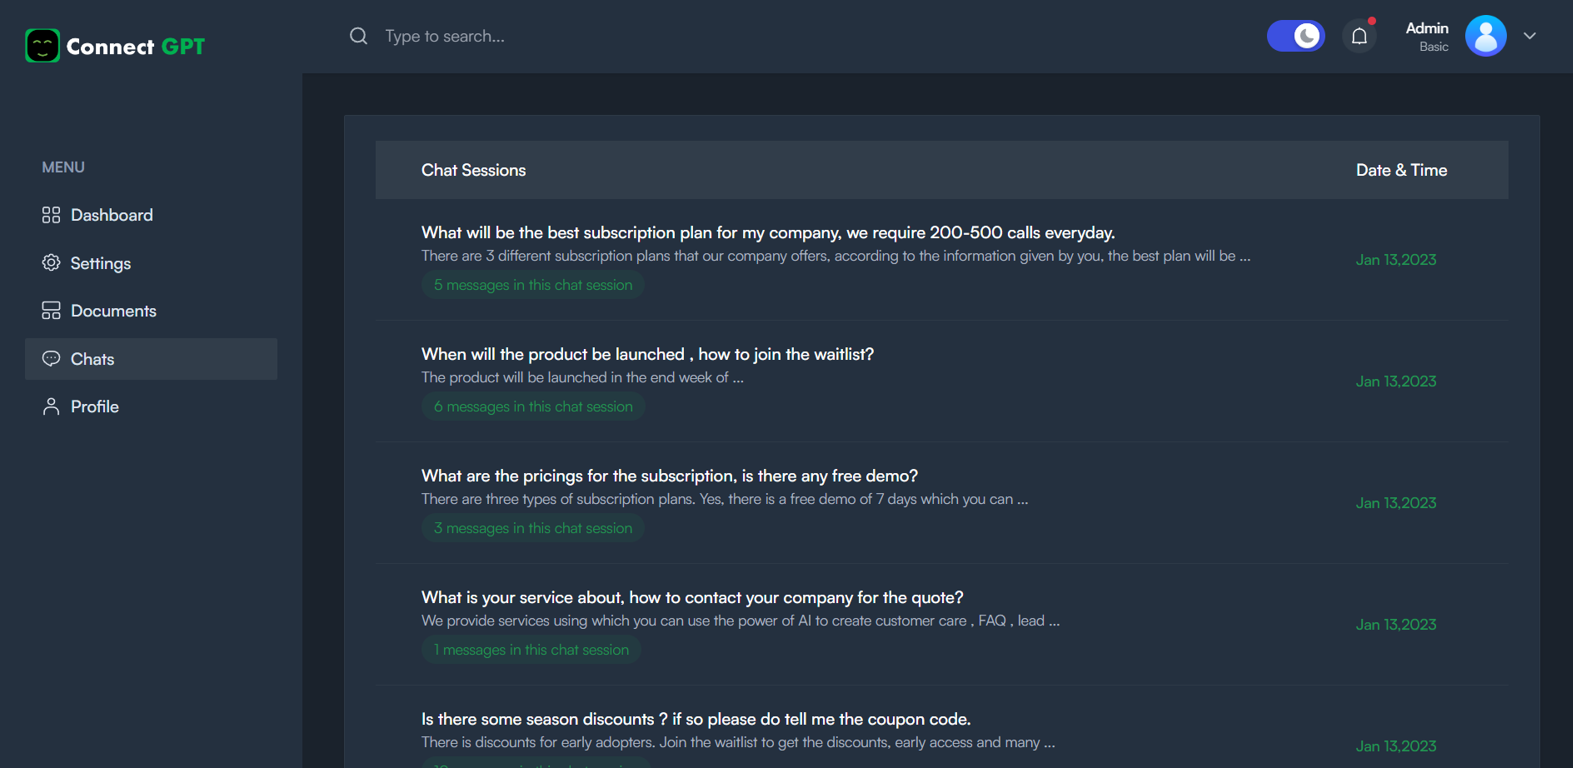 Connect GPT
Type to search...
Admin
Basic
MENU
Dashboard
Settings
Documents
Chats
Profile
Chat Sessions
Date & Time
What will be the best subscription plan for my company, we require 200-500 calls everyday.
There are 3 different subscription plans that our company offers, according to the information given by you, the best plan will be ...
5 messages in this chat session
Jan 13,2023
When will the product be launched , how to join the waitlist?
The product will be launched in the end week of ...
6 messages in this chat session
Jan 13,2023
What are the pricings for the subscription, is there any free demo?
There are three types of subscription plans. Yes, there is a free demo of 7 days which you can ...
3 messages in this chat session
Jan 13,2023
What is your service about, how to contact your company for the quote?
We provide services using which you can use the power of AI to create customer care , FAQ , lead ...
1 messages in this chat session
Jan 13,2023
Is there some season discounts ? if so please do tell me the coupon code.
There is discounts for early adopters. Join the waitlist to get the discounts, early access and many ...
Jan 13,2023